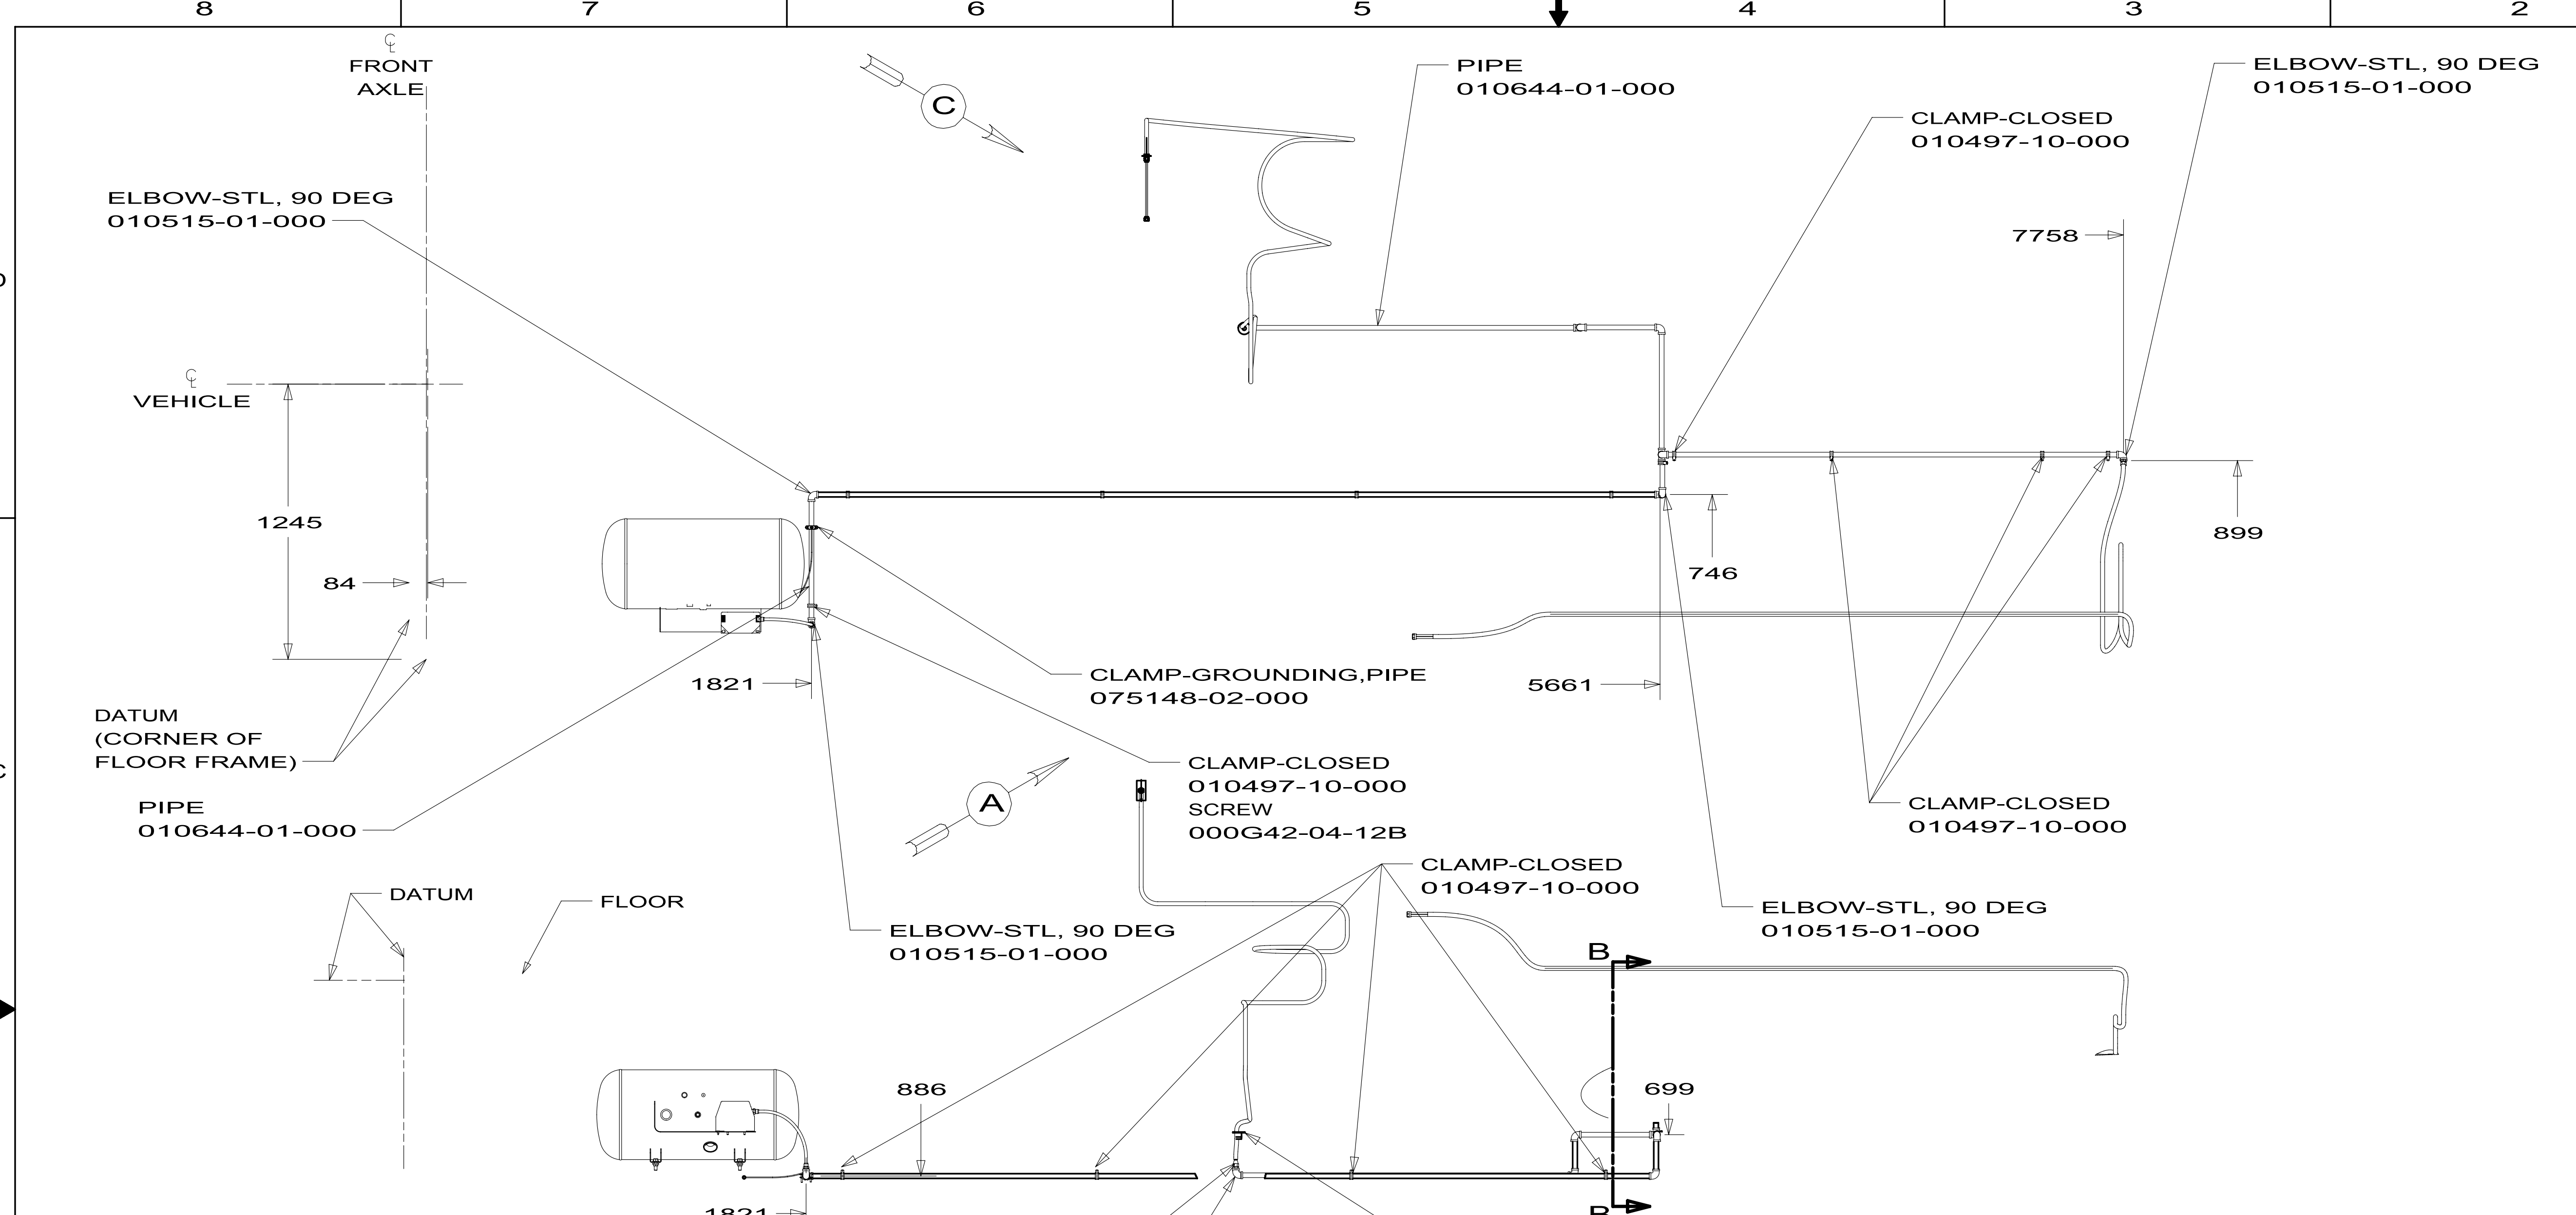 8 7 6 5 4 3 2
℄
FRONT
AXLE
C
PIPE
010644-01-000
ELBOW-STL, 90 DEG
010515-01-000
CLAMP-CLOSED
010497-10-000
ELBOW-STL, 90 DEG
010515-01-000
7758
℄
VEHICLE
1245
84
899
746
1821
5661
CLAMP-GROUNDING,PIPE
075148-02-000
DATUM
(CORNER OF
FLOOR FRAME)
CLAMP-CLOSED
010497-10-000
SCREW
000G42-04-12B
PIPE
010644-01-000
A
CLAMP-CLOSED
010497-10-000
CLAMP-CLOSED
010497-10-000
DATUM
FLOOR
ELBOW-STL, 90 DEG
010515-01-000
ELBOW-STL, 90 DEG
010515-01-000
B
886
699
1821
B